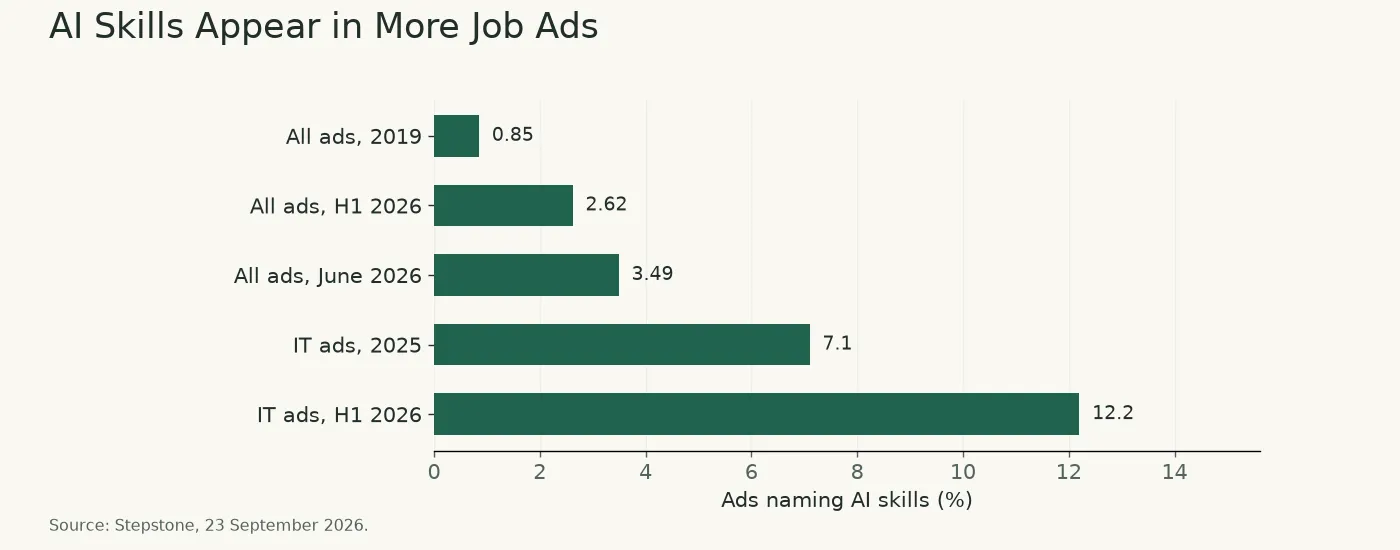 AI Skills Appear in More Job Ads
All ads, 2019 0.85
All ads, H1 2026 2.62
All ads, June 2026 3.49
IT ads, 2025 7.1
IT ads, H1 2026 12.2
0 2 4 6 8 10 12 14
Ads naming AI skills (%)
Source: Stepstone, 23 September 2026.